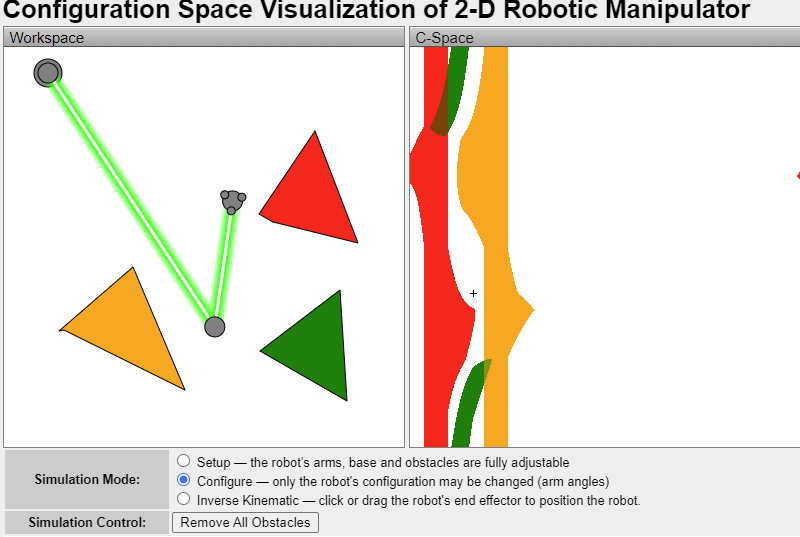 Configuration Space Visualization of 2-D Robotic Manipulator
Workspace
C-Space
Simulation Mode:
Setup — the robot's arms, base and obstacles are fully adjustable
Configure — only the robot's configuration may be changed (arm angles)
Inverse Kinematic — click or drag the robot's end effector to position the robot.
Simulation Control:
Remove All Obstacles